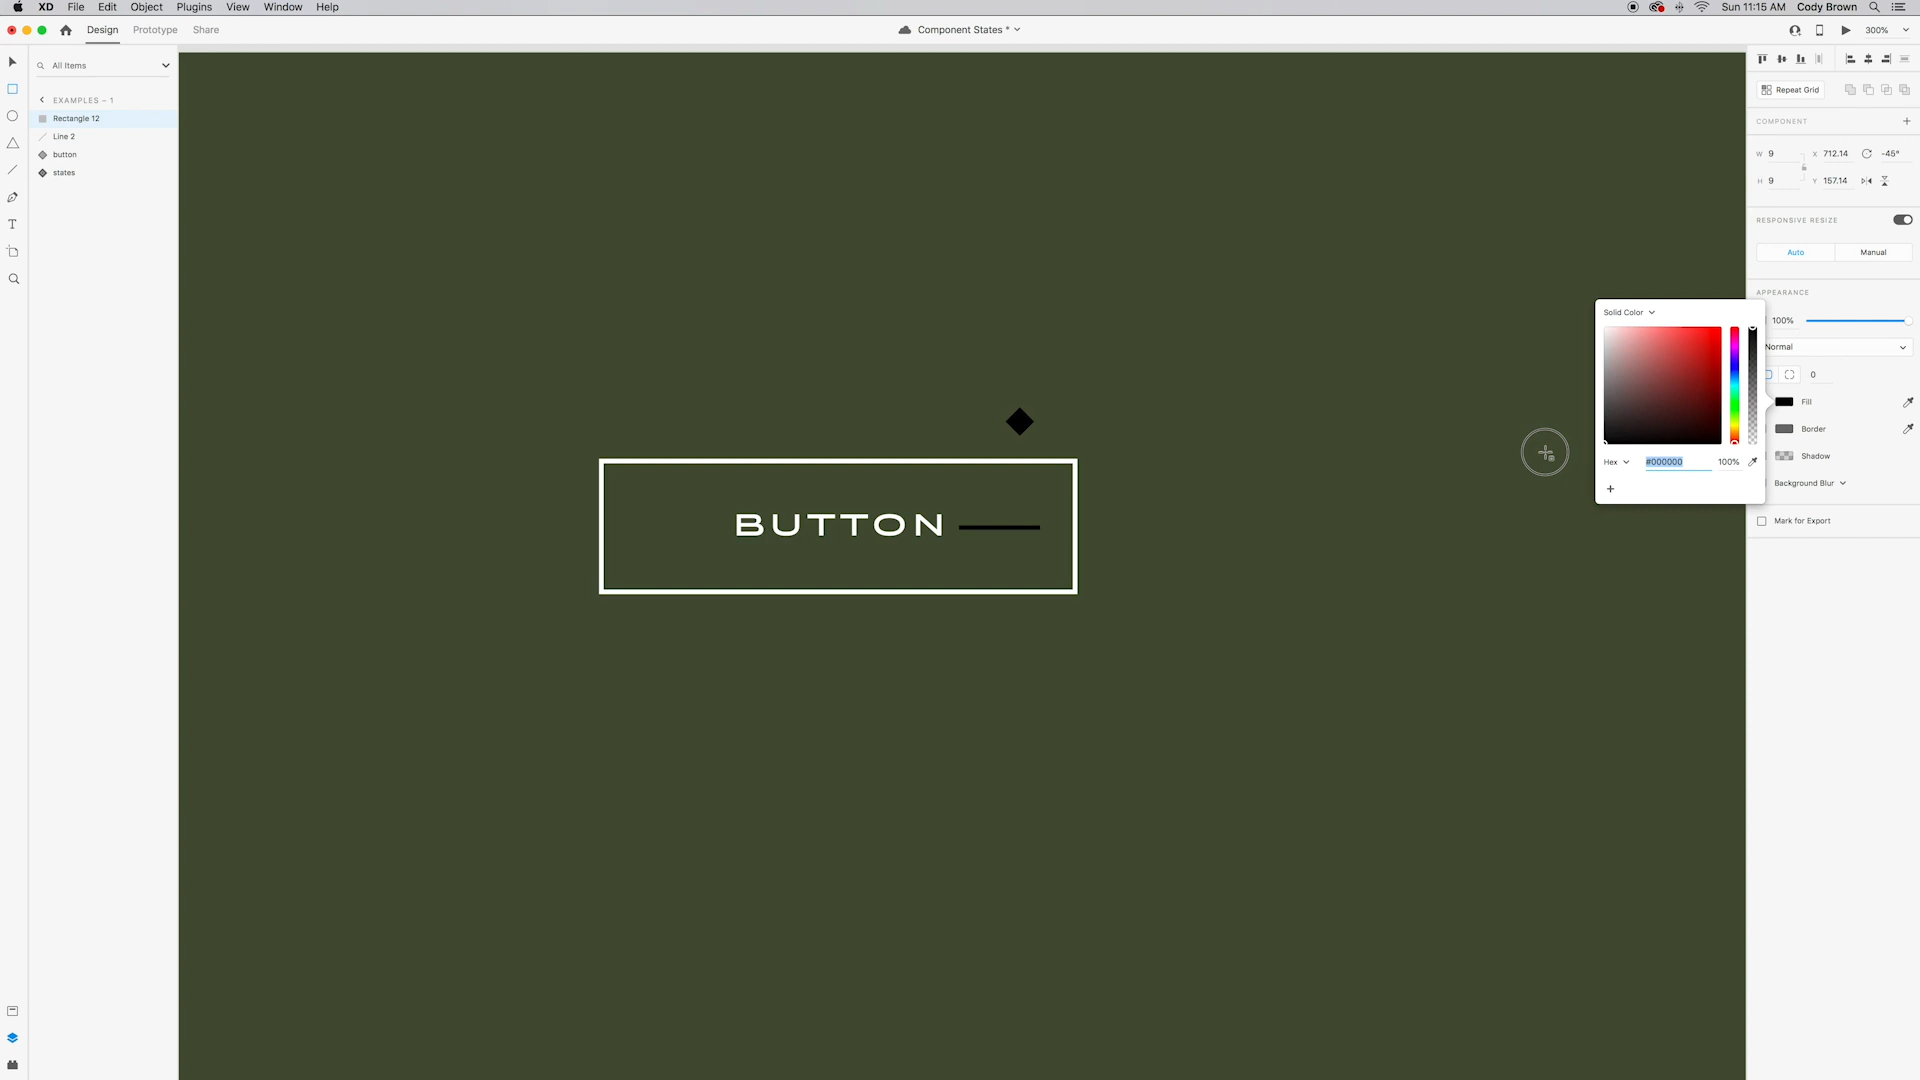 XD File Edit Object Plugins View Window Help Sun 11:15 AM Cody Brown
Design Prototype Share Component States * 300%
All Items
EXAMPLES – 1
Rectangle 12
Line 2
button
states
BUTTON
Repeat Grid
COMPONENT
W 9 X 712.14 -45°
H 9 Y 157.14
RESPONSIVE RESIZE
Auto Manual
APPEARANCE
100%
Normal
0
Fill
Border
Shadow
Background Blur
Mark for Export
Solid Color
Hex #000000 100%